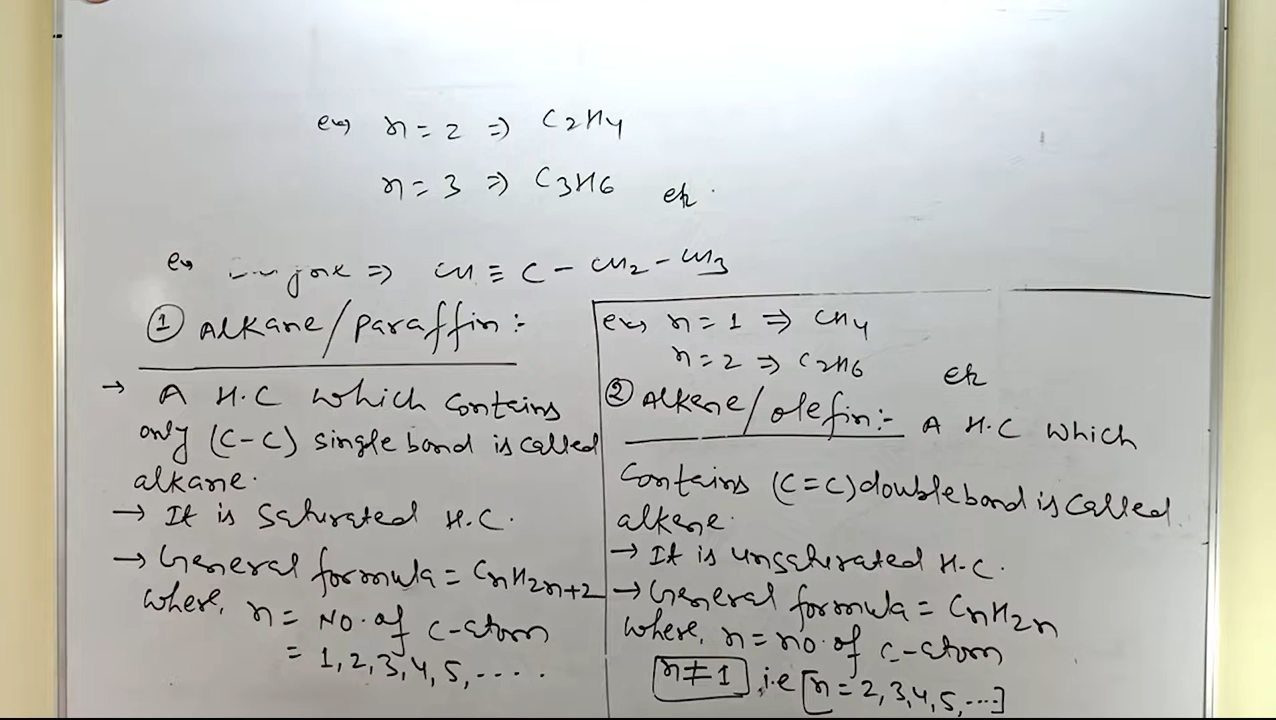 ex, n = 2 ⇒ C2H4
n = 3 ⇒ C3H6 etc.
ex ⇒ CH ≡ C - CH2 - CH3
① Alkane/paraffin :-
→ A H.C which contains
only (C-C) single bond is called
alkane.
→ It is saturated H.C.
→ General formula = CnH2n+2
where, n = No. of C-atom
= 1, 2, 3, 4, 5, ....
ex, n = 1 ⇒ CH4
n = 2 ⇒ C2H6 etc
② Alkene/olefin :- A H.C which
contains (C=C) double bond is called
alkene.
→ It is unsaturated H.C.
→ General formula = CnH2n
where, n = no. of C-atom
n ≠ 1, i.e [n = 2, 3, 4, 5, ....]